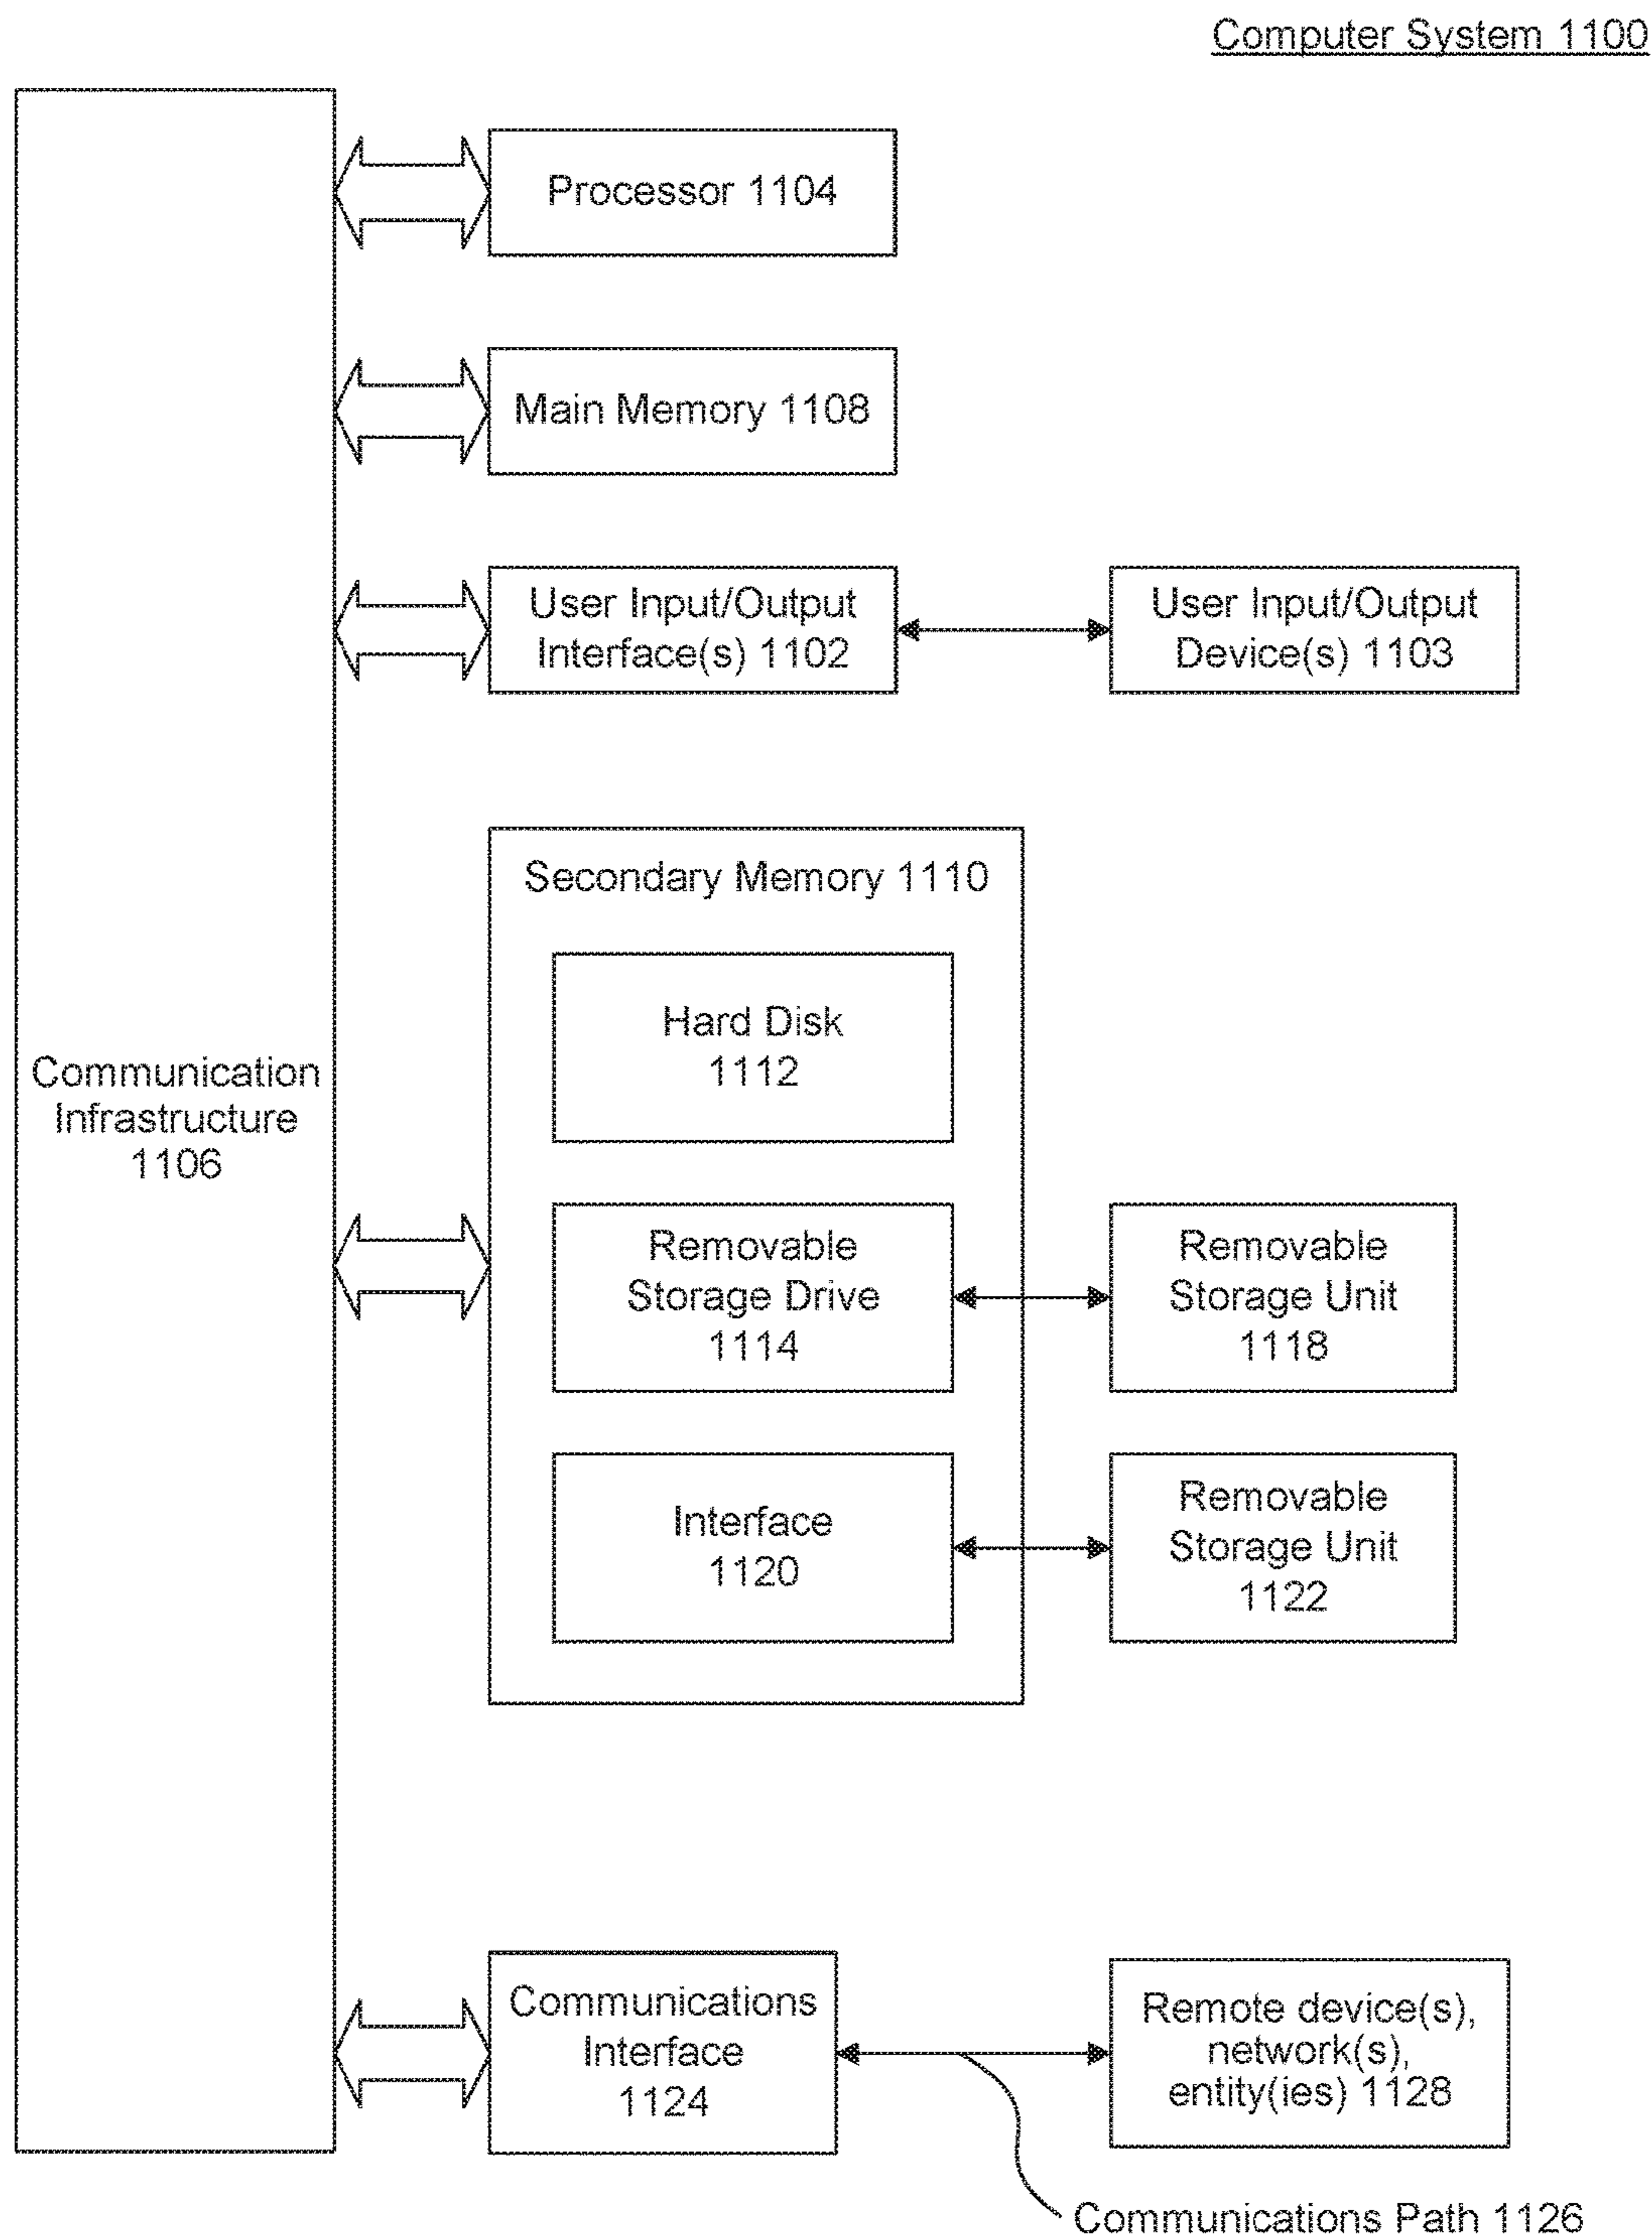 Computer System 1100
Processor 1104
Main Memory 1108
User Input/Output
Interface(s) 1102
User Input/Output
Device(s) 1103
Secondary Memory 1110
Hard Disk
1112
Communication
Infrastructure
1106
Removable
Storage Drive
1114
Removable
Storage Unit
1118
Interface
1120
Removable
Storage Unit
1122
Communications
Interface
1124
Remote device(s),
network(s),
entity(ies) 1128
Communications Path 1126